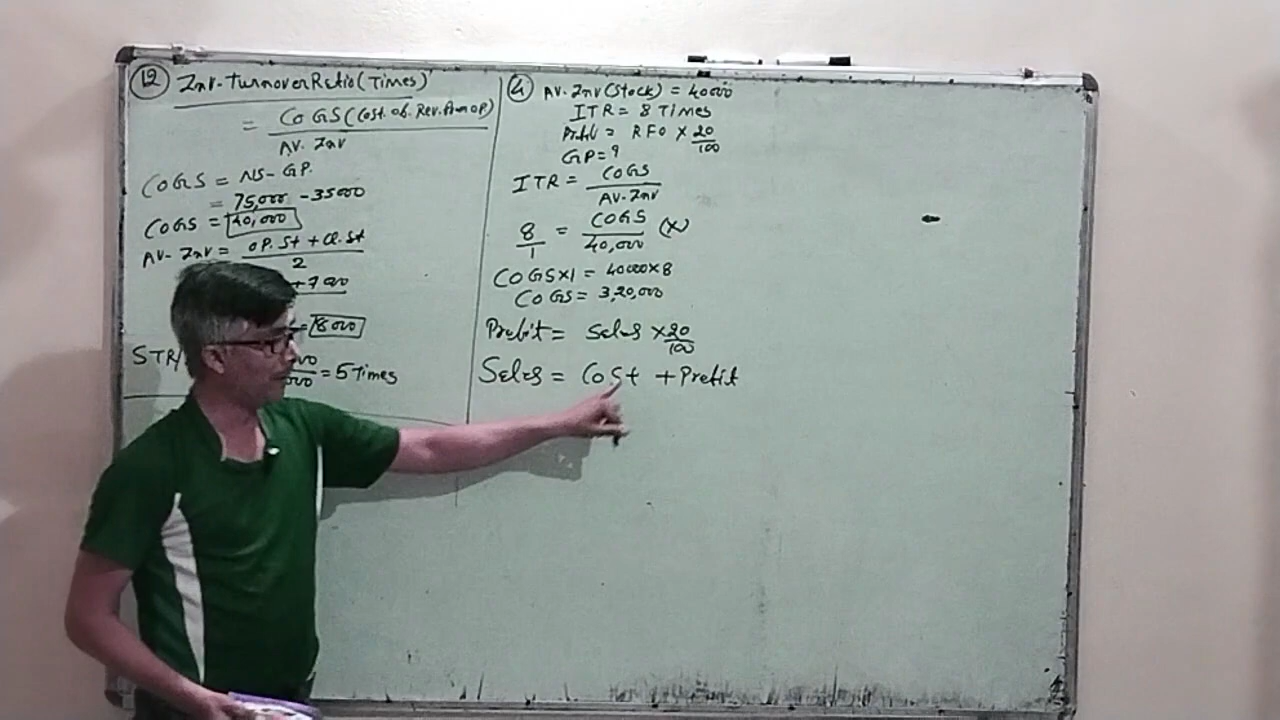 12 Inv. Turnover Ratio (Times)
= COGS (Cost. of. Rev. From OP)
AV. Inv
COGS = NS - GP.
= 75,000 - 35000
COGS = 40,000
AV- Inv = OP. St + Cl. St
2
+7000
= 8000
STR/
000 = 5 Times
4 AV. Inv (Stock) = 40000
ITR = 8 Times
Profit = RFO × 20
100
GP = ?
ITR = COGS
AV. Inv
8 = COGS (×)
1 40,000
COGS×1 = 40000×8
COGS = 3,20,000
Profit = Sales × 20
100
Sales = Cost + Profit